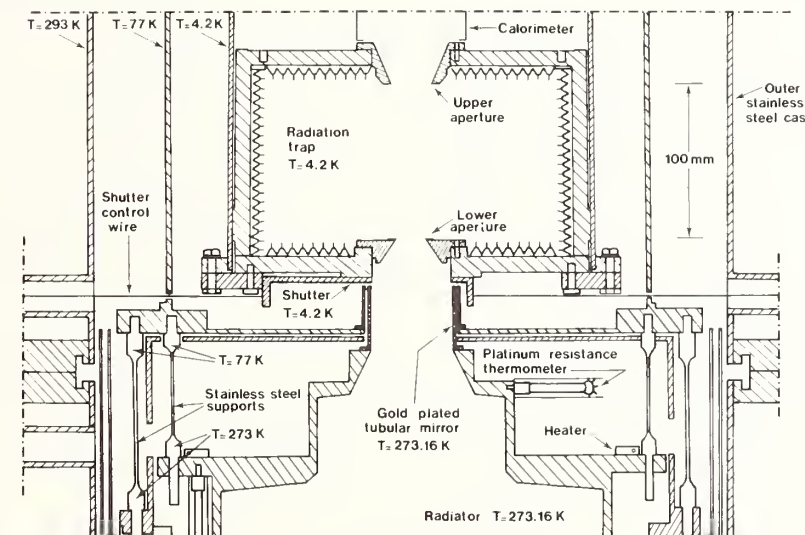 T=293 K
T=77 K
T=4.2 K
Calorimeter
Upper
aperture
Outer
stainless
steel cas
Radiation
trap
T=4.2 K
100 mm
Shutter
control
wire
Lower
aperture
Shutter
T=4.2 K
T=77 K
Platinum resistance
thermometer
Stainless steel
supports
Gold plated
tubular mirror
T=273.16 K
T=273 K
Heater
Radiator T=273.16 K